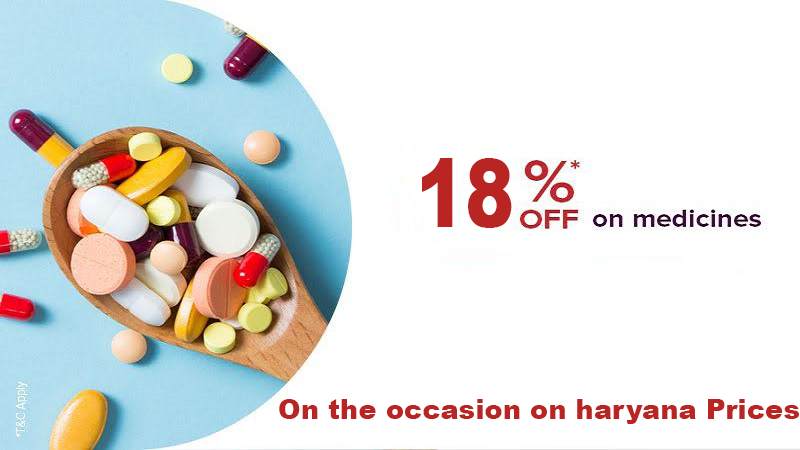 18%* OFF on medicines
On the occasion on haryana Prices
*T&C Apply